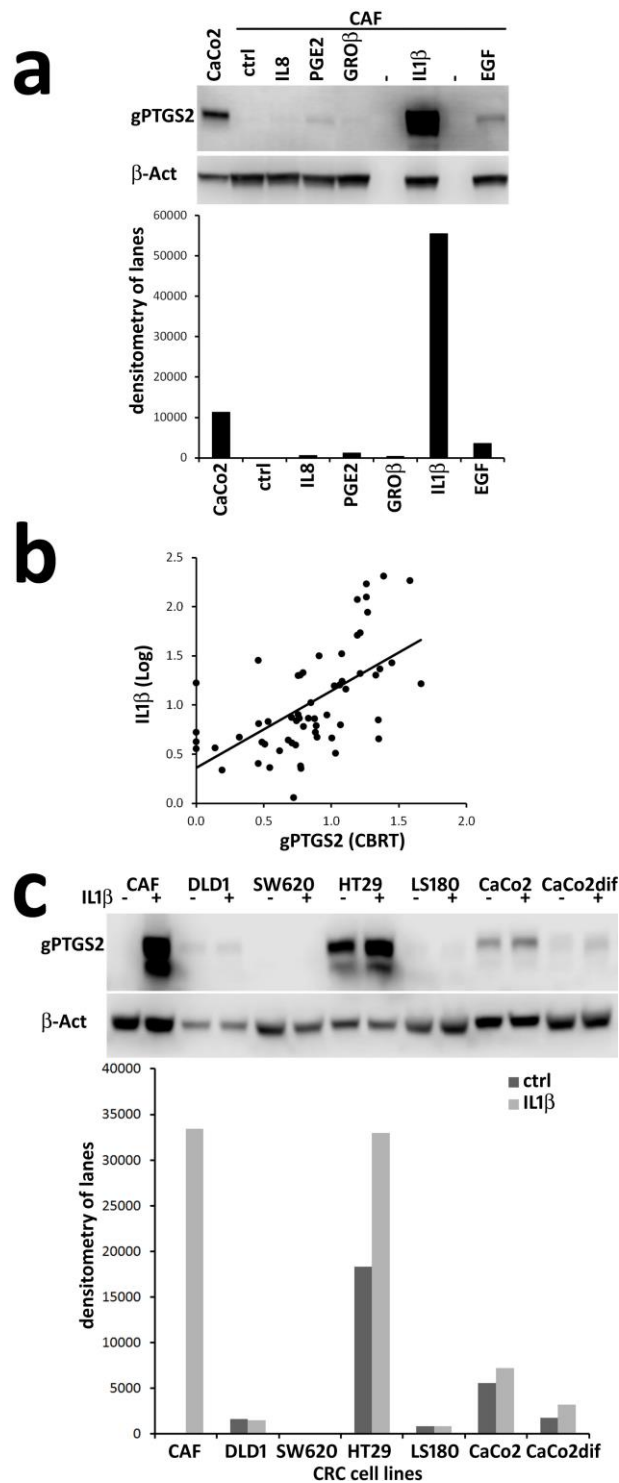 a
CAF
CaCo2 ctrl IL8 PGE2 GROβ - IL1β - EGF
gPTGS2
β-Act
densitometry of lanes
60000
50000
40000
30000
20000
10000
0
CaCo2 ctrl IL8 PGE2 GROβ IL1β EGF
b
IL1β (Log)
2.5
2.0
1.5
1.0
0.5
0.0
0.0 0.5 1.0 1.5 2.0
gPTGS2 (CBRT)
c
CAF DLD1 SW620 HT29 LS180 CaCo2 CaCo2dif
IL1β - + - + - + - + - + - + - +
gPTGS2
β-Act
ctrl
IL1β
densitometry of lanes
40000
35000
30000
25000
20000
15000
10000
5000
0
CAF DLD1 SW620 HT29 LS180 CaCo2 CaCo2dif
CRC cell lines